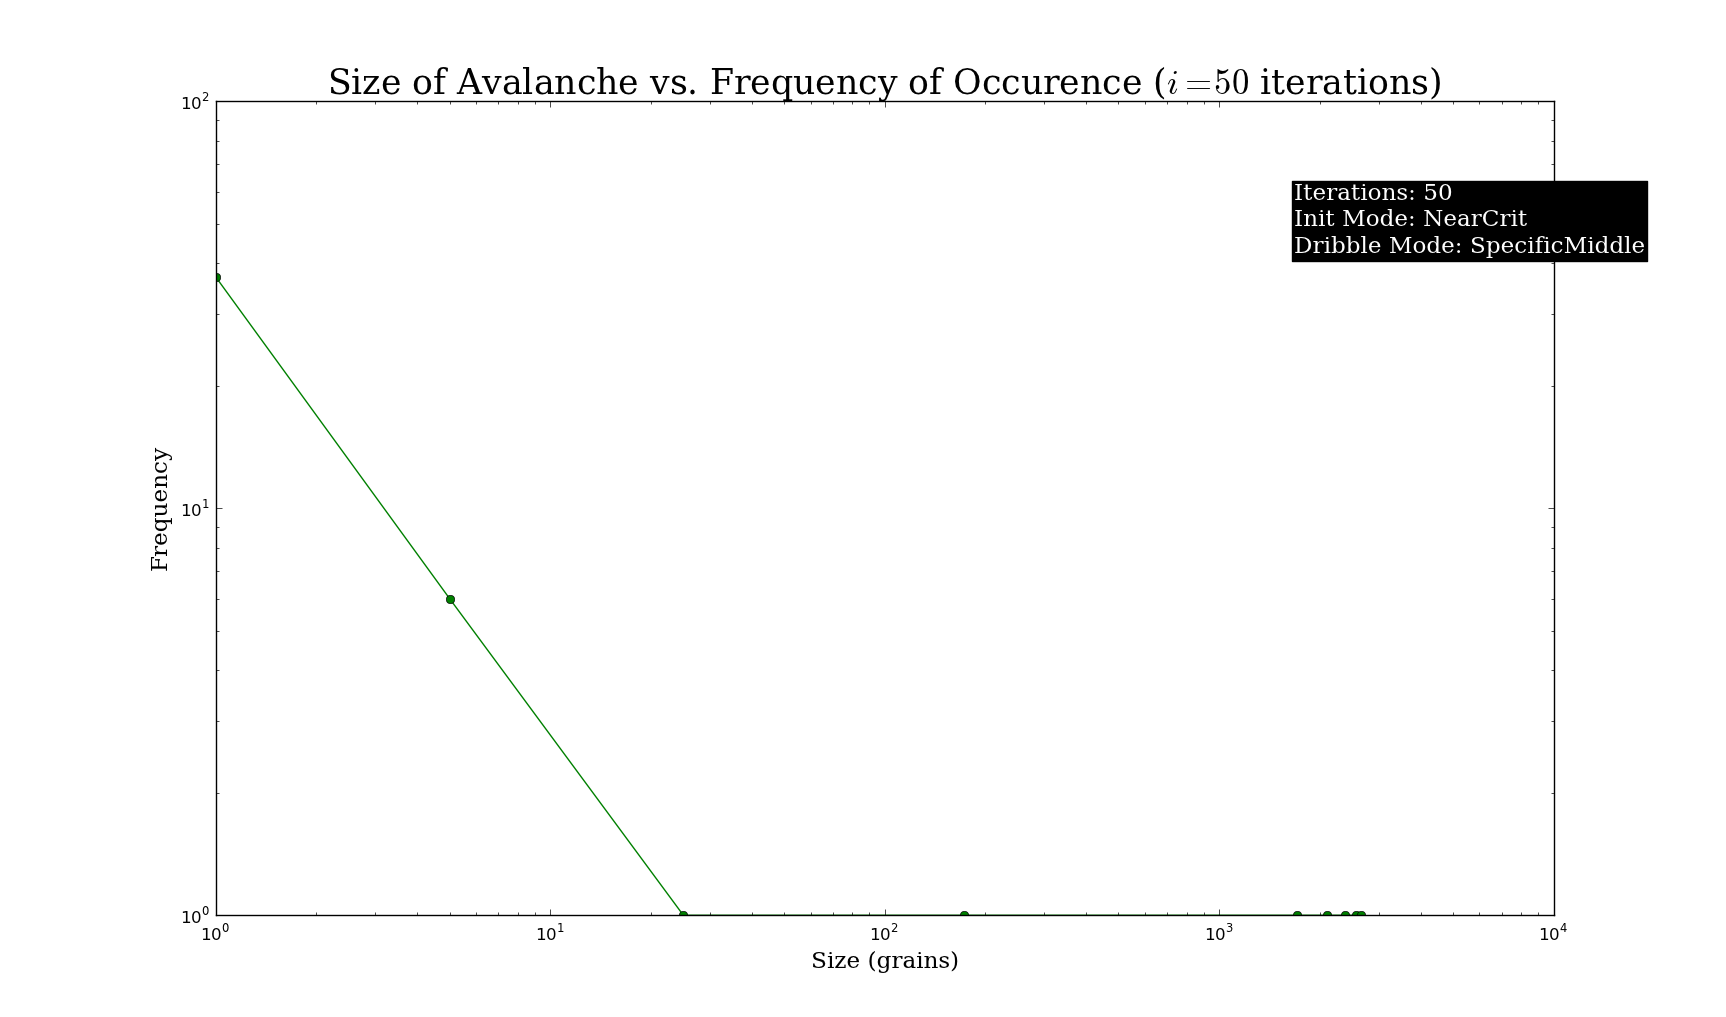 Size of Avalanche vs. Frequency of Occurence (i = 50 iterations)
10²
Iterations: 50
Init Mode: NearCrit
Dribble Mode: SpecificMiddle
Frequency
10¹
10⁰
10⁰ 10¹ 10² 10³ 10⁴
Size (grains)